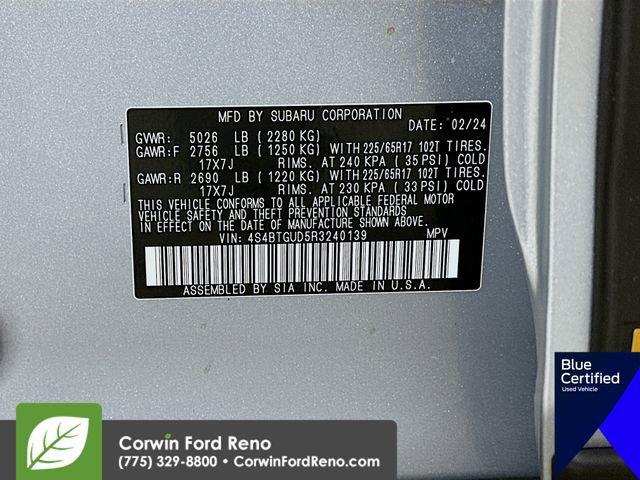 MFD BY SUBARU CORPORATION
DATE: 02/24
GVWR: 5026 LB ( 2280 KG)
GAWR:F 2756 LB ( 1250 KG) WITH 225/65R17 102T TIRES.
17X7J RIMS. AT 240 KPA ( 35 PSI) COLD
GAWR:R 2690 LB ( 1220 KG) WITH 225/65R17 102T TIRES.
17X7J RIMS. AT 230 KPA ( 33 PSI) COLD
THIS VEHICLE CONFORMS TO ALL APPLICABLE FEDERAL MOTOR
VEHICLE SAFETY AND THEFT PREVENTION STANDARDS
IN EFFECT ON THE DATE OF MANUFACTURE SHOWN ABOVE.
VIN: 4S4BTGUD5R3240139 MPV
ASSEMBLED BY SIA INC. MADE IN U.S.A.
Blue
Certified
Used Vehicle
Corwin Ford Reno
(775) 329-8800 • CorwinFordReno.com